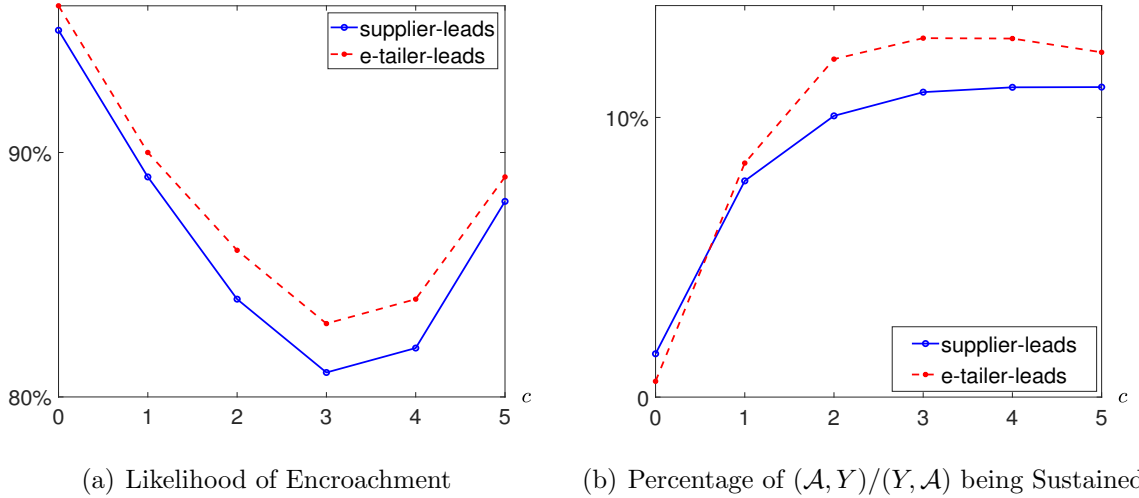 supplier-leads
e-tailer-leads
90%
80%
0 1 2 3 4 5 c
(a) Likelihood of Encroachment
10%
supplier-leads
e-tailer-leads
0
0 1 2 3 4 5 c
(b) Percentage of (𝒜, Y)/(Y, 𝒜) being Sustained